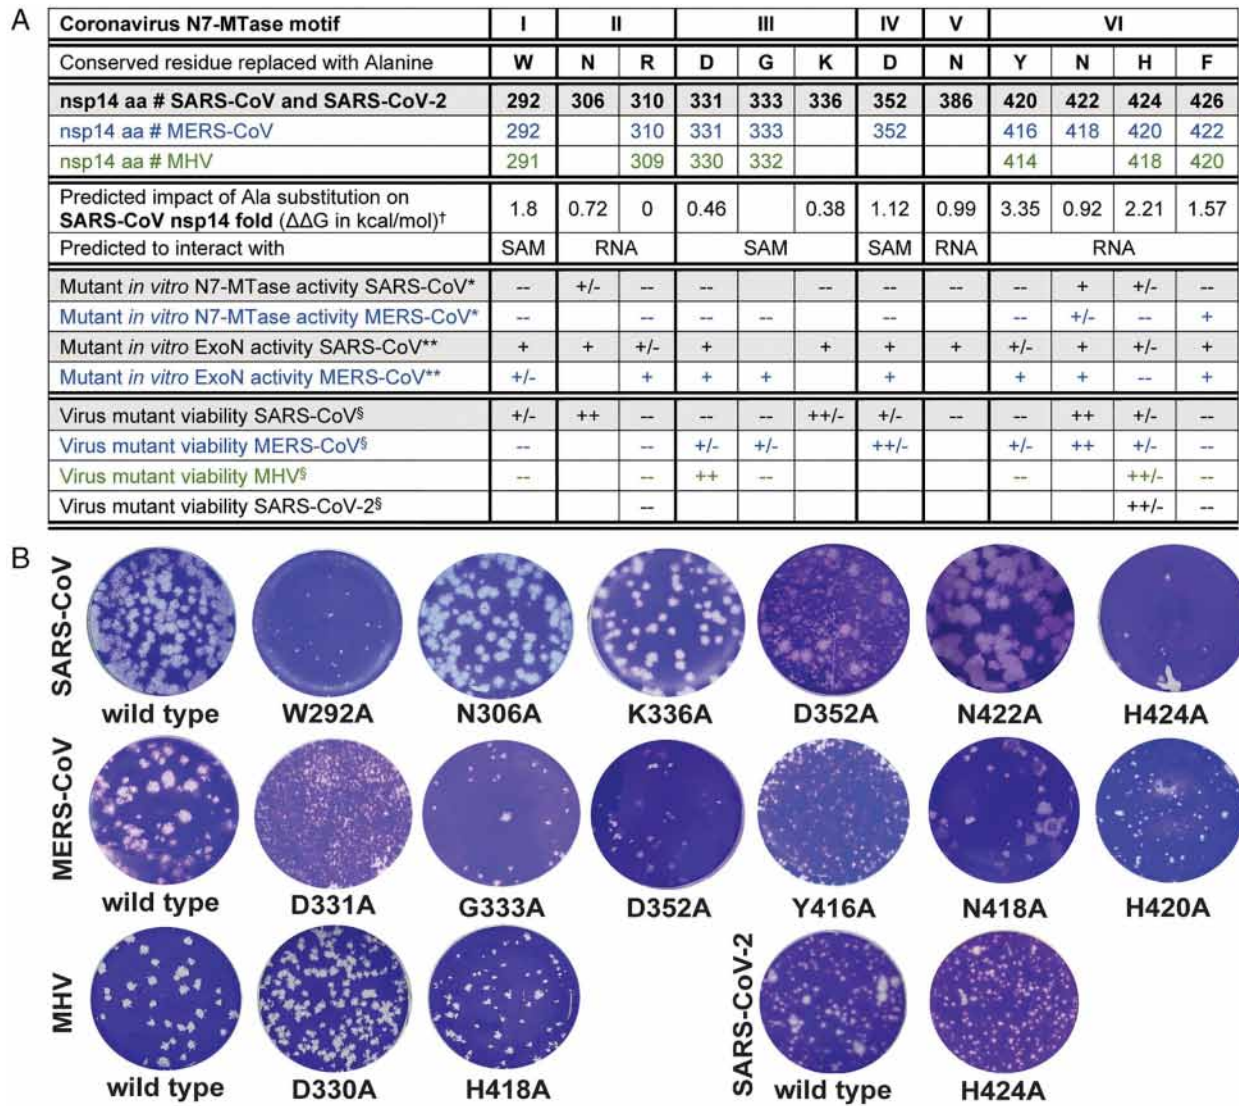 A
Coronavirus N7-MTase motif I II III IV V VI
Conserved residue replaced with Alanine W N R D G K D N Y N H F
nsp14 aa # SARS-CoV and SARS-CoV-2 292 306 310 331 333 336 352 386 420 422 424 426
nsp14 aa # MERS-CoV 292 310 331 333 352 416 418 420 422
nsp14 aa # MHV 291 309 330 332 414 418 420
Predicted impact of Ala substitution on
SARS-CoV nsp14 fold (ΔΔG in kcal/mol)† 1.8 0.72 0 0.46 0.38 1.12 0.99 3.35 0.92 2.21 1.57
Predicted to interact with SAM RNA SAM SAM RNA RNA
Mutant in vitro N7-MTase activity SARS-CoV* -- +/- -- -- -- -- -- -- + +/- --
Mutant in vitro N7-MTase activity MERS-CoV* -- -- -- -- -- -- +/- -- +
Mutant in vitro ExoN activity SARS-CoV** + + +/- + + + + +/- + +/- +
Mutant in vitro ExoN activity MERS-CoV** +/- + + + + + + -- +
Virus mutant viability SARS-CoV§ +/- ++ -- -- ++/- +/- -- -- ++ +/- --
Virus mutant viability MERS-CoV§ -- -- +/- +/- ++/- +/- ++ +/- --
Virus mutant viability MHV§ -- -- ++ -- -- ++/- --
Virus mutant viability SARS-CoV-2§ -- ++/- --
B
SARS-CoV
wild type W292A N306A K336A D352A N422A H424A
MERS-CoV
wild type D331A G333A D352A Y416A N418A H420A
MHV
wild type D330A H418A
SARS-CoV-2
wild type H424A